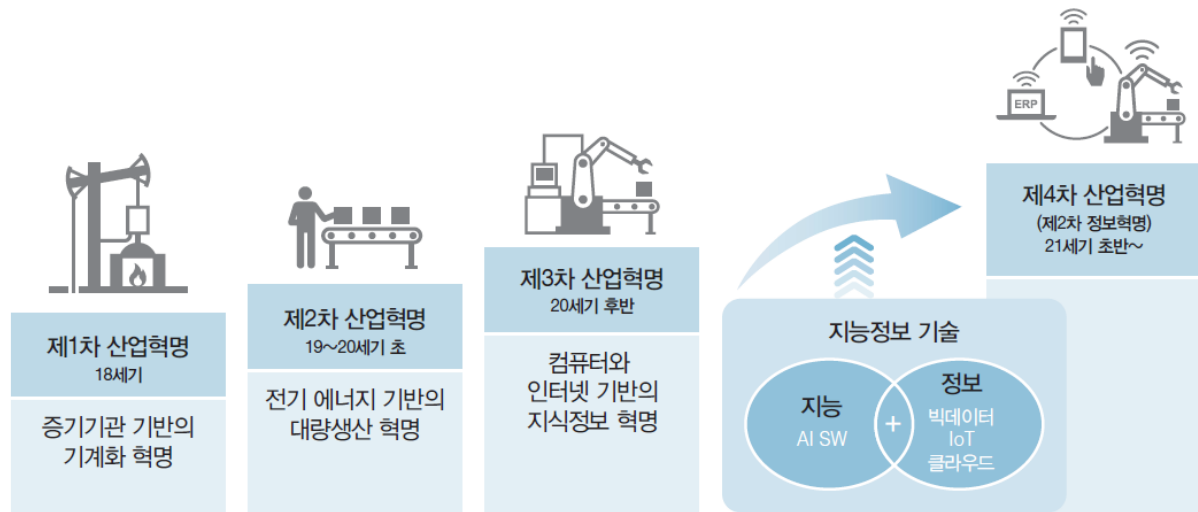 제1차 산업혁명
18세기
증기기관 기반의
기계화 혁명
제2차 산업혁명
19～20세기 초
전기 에너지 기반의
대량생산 혁명
제3차 산업혁명
20세기 후반
컴퓨터와
인터넷 기반의
지식정보 혁명
지능정보 기술
지능
AI SW
+
정보
빅데이터
IoT
클라우드
ERP
제4차 산업혁명
(제2차 정보혁명)
21세기 초반～